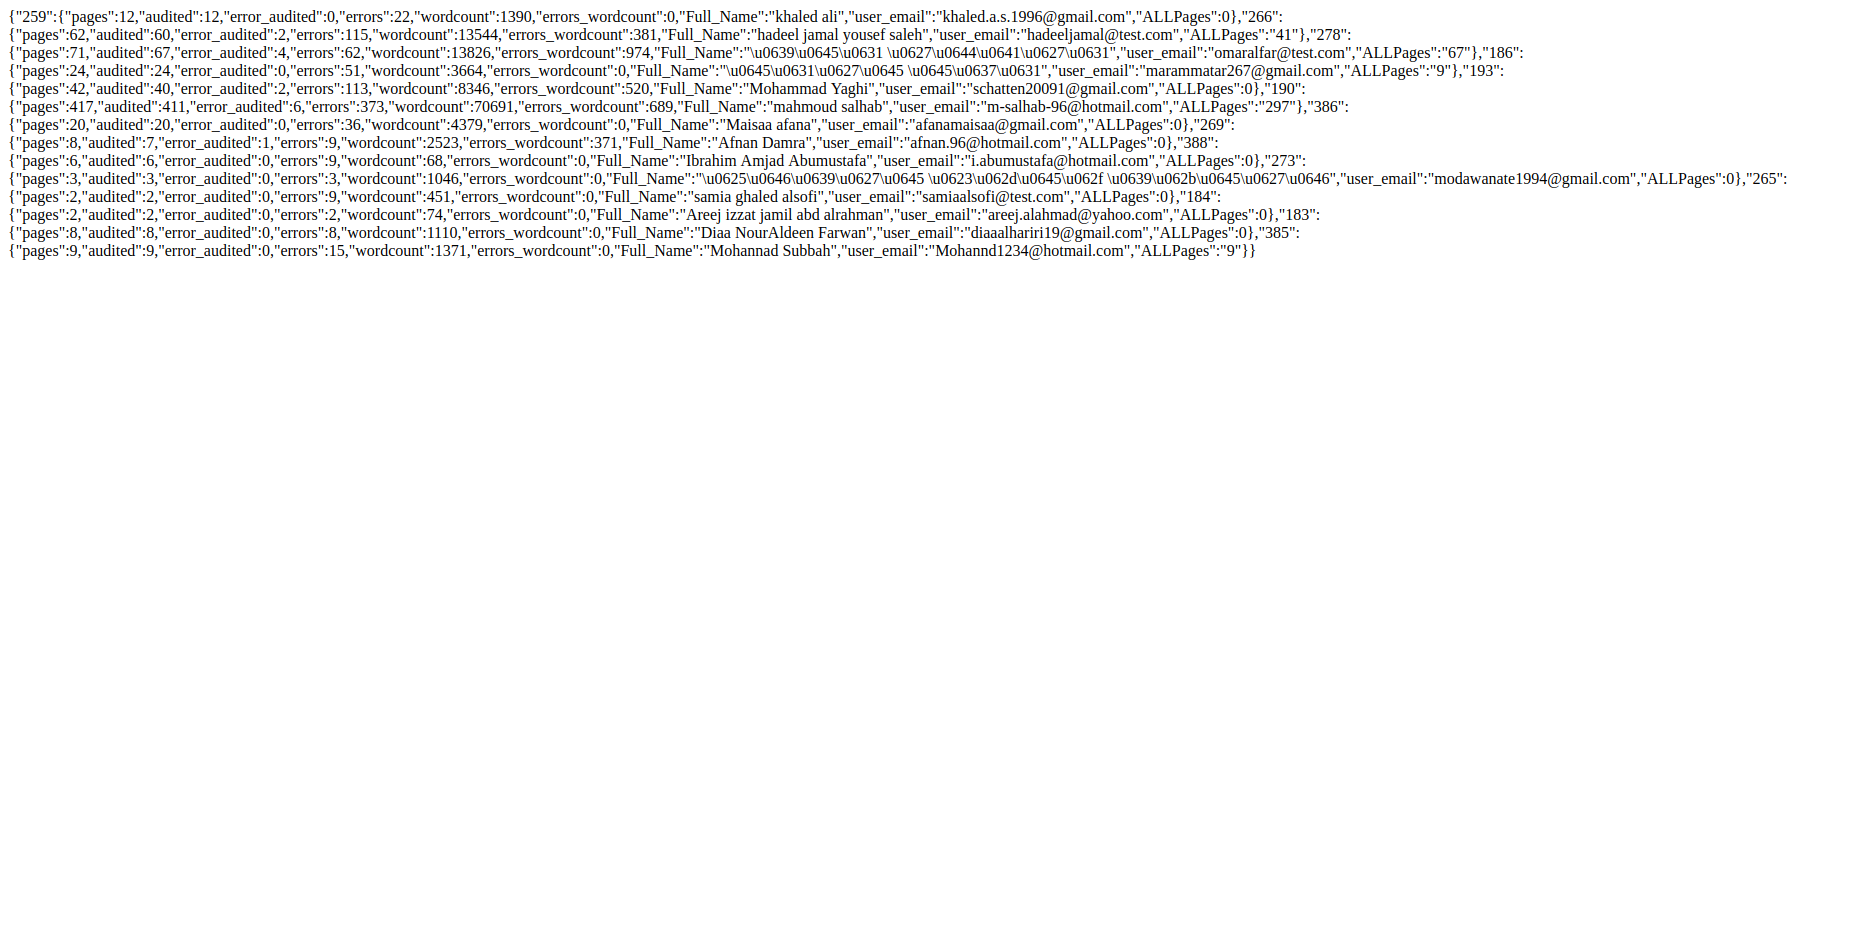 {"259":{"pages":12,"audited":12,"error_audited":0,"errors":22,"wordcount":1390,"errors_wordcount":0,"Full_Name":"khaled ali","user_email":"khaled.a.s.1996@gmail.com","ALLPages":0},"266":
{"pages":62,"audited":60,"error_audited":2,"errors":115,"wordcount":13544,"errors_wordcount":381,"Full_Name":"hadeel jamal yousef saleh","user_email":"hadeeljamal@test.com","ALLPages":"41"},"278":
{"pages":71,"audited":67,"error_audited":4,"errors":62,"wordcount":13826,"errors_wordcount":974,"Full_Name":"\u0639\u0645\u0631 \u0627\u0644\u0641\u0627\u0631","user_email":"omaralfar@test.com","ALLPages":"67"},"186":
{"pages":24,"audited":24,"error_audited":0,"errors":51,"wordcount":3664,"errors_wordcount":0,"Full_Name":"\u0645\u0631\u0627\u0645 \u0645\u0637\u0631","user_email":"marammatar267@gmail.com","ALLPages":"9"},"193":
{"pages":42,"audited":40,"error_audited":2,"errors":113,"wordcount":8346,"errors_wordcount":520,"Full_Name":"Mohammad Yaghi","user_email":"schatten20091@gmail.com","ALLPages":0},"190":
{"pages":417,"audited":411,"error_audited":6,"errors":373,"wordcount":70691,"errors_wordcount":689,"Full_Name":"mahmoud salhab","user_email":"m-salhab-96@hotmail.com","ALLPages":"297"},"386":
{"pages":20,"audited":20,"error_audited":0,"errors":36,"wordcount":4379,"errors_wordcount":0,"Full_Name":"Maisaa afana","user_email":"afanamaisaa@gmail.com","ALLPages":0},"269":
{"pages":8,"audited":7,"error_audited":1,"errors":9,"wordcount":2523,"errors_wordcount":371,"Full_Name":"Afnan Damra","user_email":"afnan.96@hotmail.com","ALLPages":0},"388":
{"pages":6,"audited":6,"error_audited":0,"errors":9,"wordcount":68,"errors_wordcount":0,"Full_Name":"Ibrahim Amjad Abumustafa","user_email":"i.abumustafa@hotmail.com","ALLPages":0},"273":
{"pages":3,"audited":3,"error_audited":0,"errors":3,"wordcount":1046,"errors_wordcount":0,"Full_Name":"\u0625\u0646\u0639\u0627\u0645 \u0623\u062d\u0645\u062f \u0639\u062b\u0645\u0627\u0646","user_email":"modawanate1994@gmail.com","ALLPages":0},"265":
{"pages":2,"audited":2,"error_audited":0,"errors":9,"wordcount":451,"errors_wordcount":0,"Full_Name":"samia ghaled alsofi","user_email":"samiaalsofi@test.com","ALLPages":0},"184":
{"pages":2,"audited":2,"error_audited":0,"errors":2,"wordcount":74,"errors_wordcount":0,"Full_Name":"Areej izzat jamil abd alrahman","user_email":"areej.alahmad@yahoo.com","ALLPages":0},"183":
{"pages":8,"audited":8,"error_audited":0,"errors":8,"wordcount":1110,"errors_wordcount":0,"Full_Name":"Diaa NourAldeen Farwan","user_email":"diaaalhariri19@gmail.com","ALLPages":0},"385":
{"pages":9,"audited":9,"error_audited":0,"errors":15,"wordcount":1371,"errors_wordcount":0,"Full_Name":"Mohannad Subbah","user_email":"Mohannd1234@hotmail.com","ALLPages":"9"}}